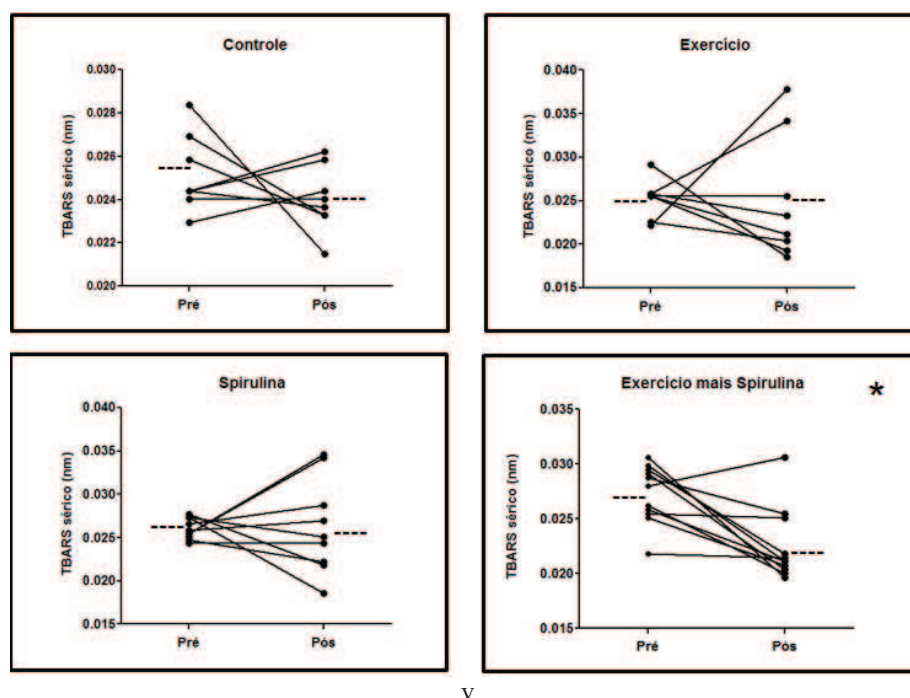 Controle
TBARS sérico (nm)
0.030
0.028
0.026
0.024
0.022
0.020
Pré
Pós
Exercício
TBARS sérico (nm)
0.040
0.035
0.030
0.025
0.020
0.015
Pré
Pós
Spirulina
TBARS sérico (nm)
0.040
0.035
0.030
0.025
0.020
0.015
Pré
Pós
Exercício mais Spirulina
*
TBARS sérico (nm)
0.035
0.030
0.025
0.020
0.015
Pré
Pós
v